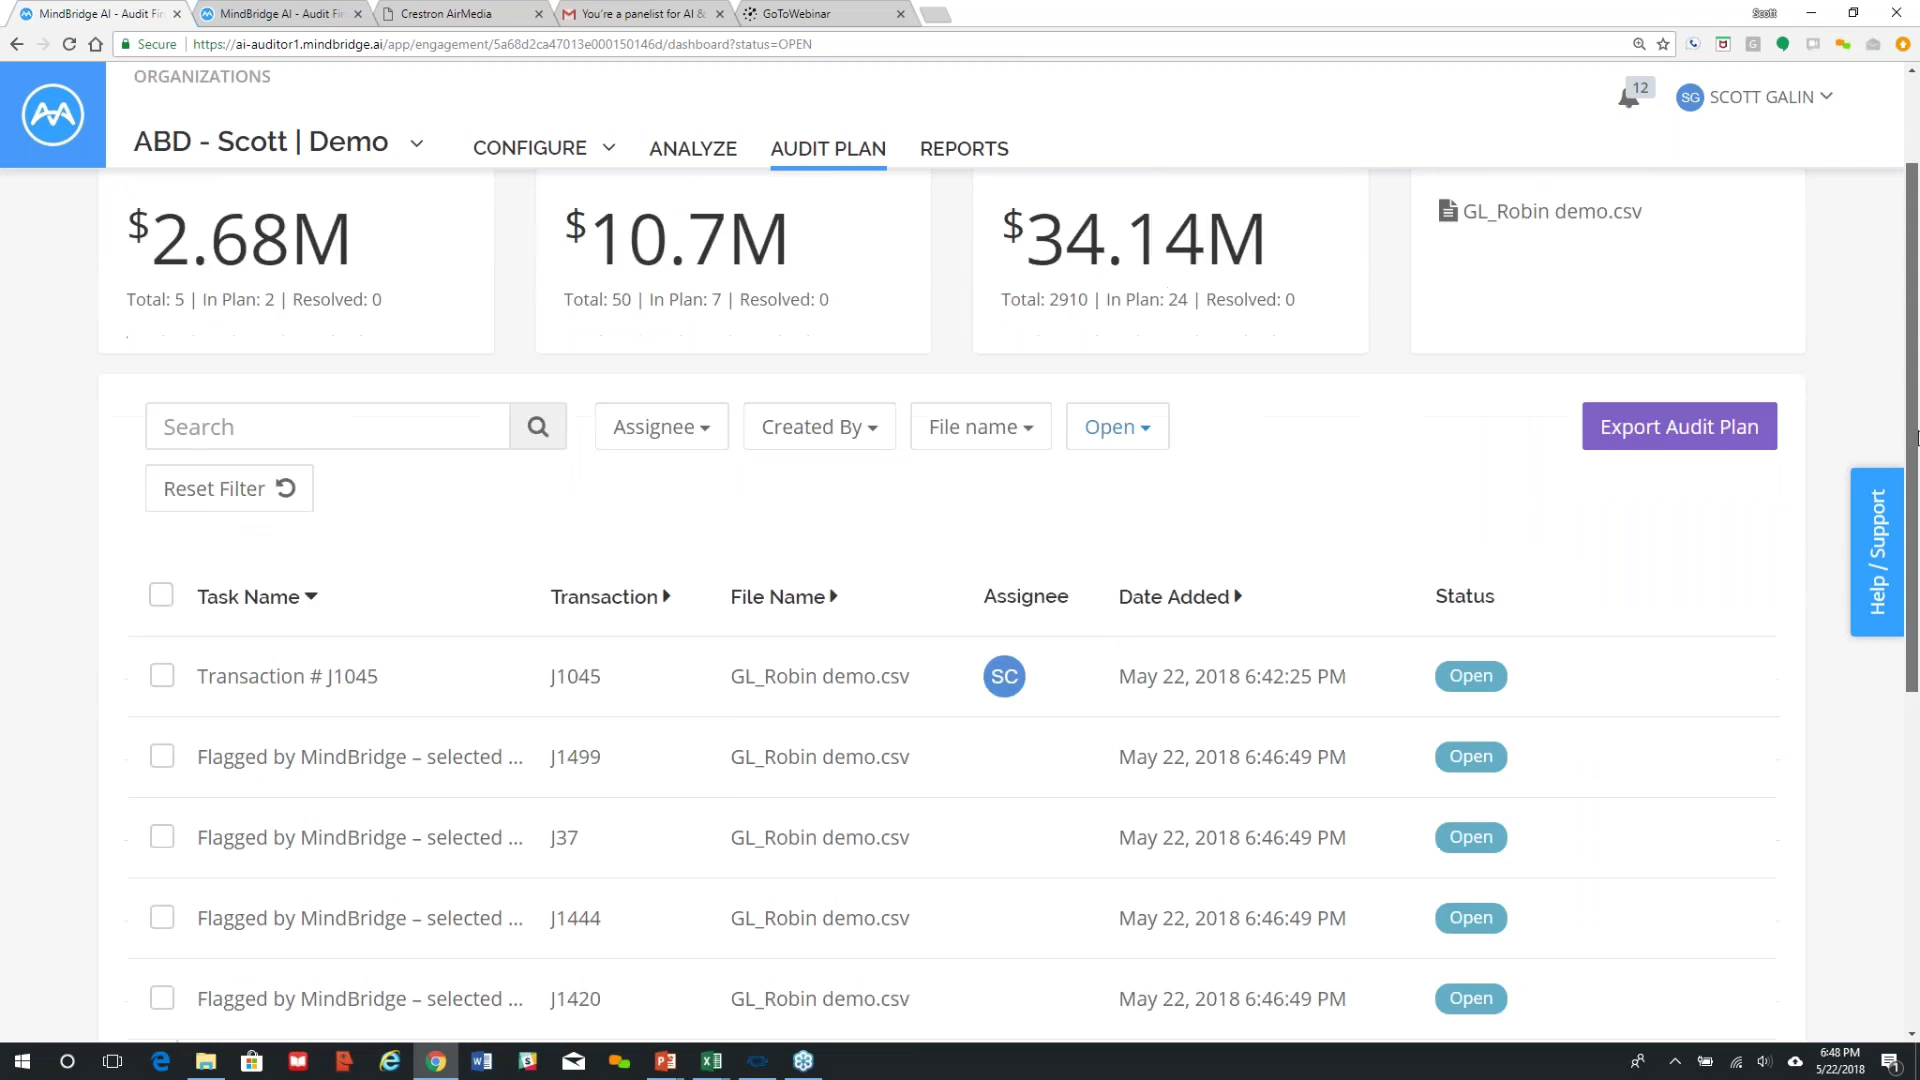 MindBridge AI - Audit Fir
MindBridge AI - Audit Fir
Crestron AirMedia
You're a panelist for AI &
GoToWebinar
Scott
Secure
https://ai-auditor1.mindbridge.ai/app/engagement/5a68d2ca47013e000150146d/dashboard?status=OPEN
ORGANIZATIONS
ABD - Scott | Demo
CONFIGURE
ANALYZE
AUDIT PLAN
REPORTS
12
SG
SCOTT GALIN
$2.68M
Total: 5 | In Plan: 2 | Resolved: 0
$10.7M
Total: 50 | In Plan: 7 | Resolved: 0
$34.14M
Total: 2910 | In Plan: 24 | Resolved: 0
GL_Robin demo.csv
Search
Assignee
Created By
File name
Open
Export Audit Plan
Reset Filter
Help / Support
Task Name Transaction File Name Assignee Date Added Status
Transaction # J1045 J1045 GL_Robin demo.csv SC May 22, 2018 6:42:25 PM Open
Flagged by MindBridge – selected ... J1499 GL_Robin demo.csv May 22, 2018 6:46:49 PM Open
Flagged by MindBridge – selected ... J37 GL_Robin demo.csv May 22, 2018 6:46:49 PM Open
Flagged by MindBridge – selected ... J1444 GL_Robin demo.csv May 22, 2018 6:46:49 PM Open
Flagged by MindBridge – selected ... J1420 GL_Robin demo.csv May 22, 2018 6:46:49 PM Open
6:48 PM
5/22/2018